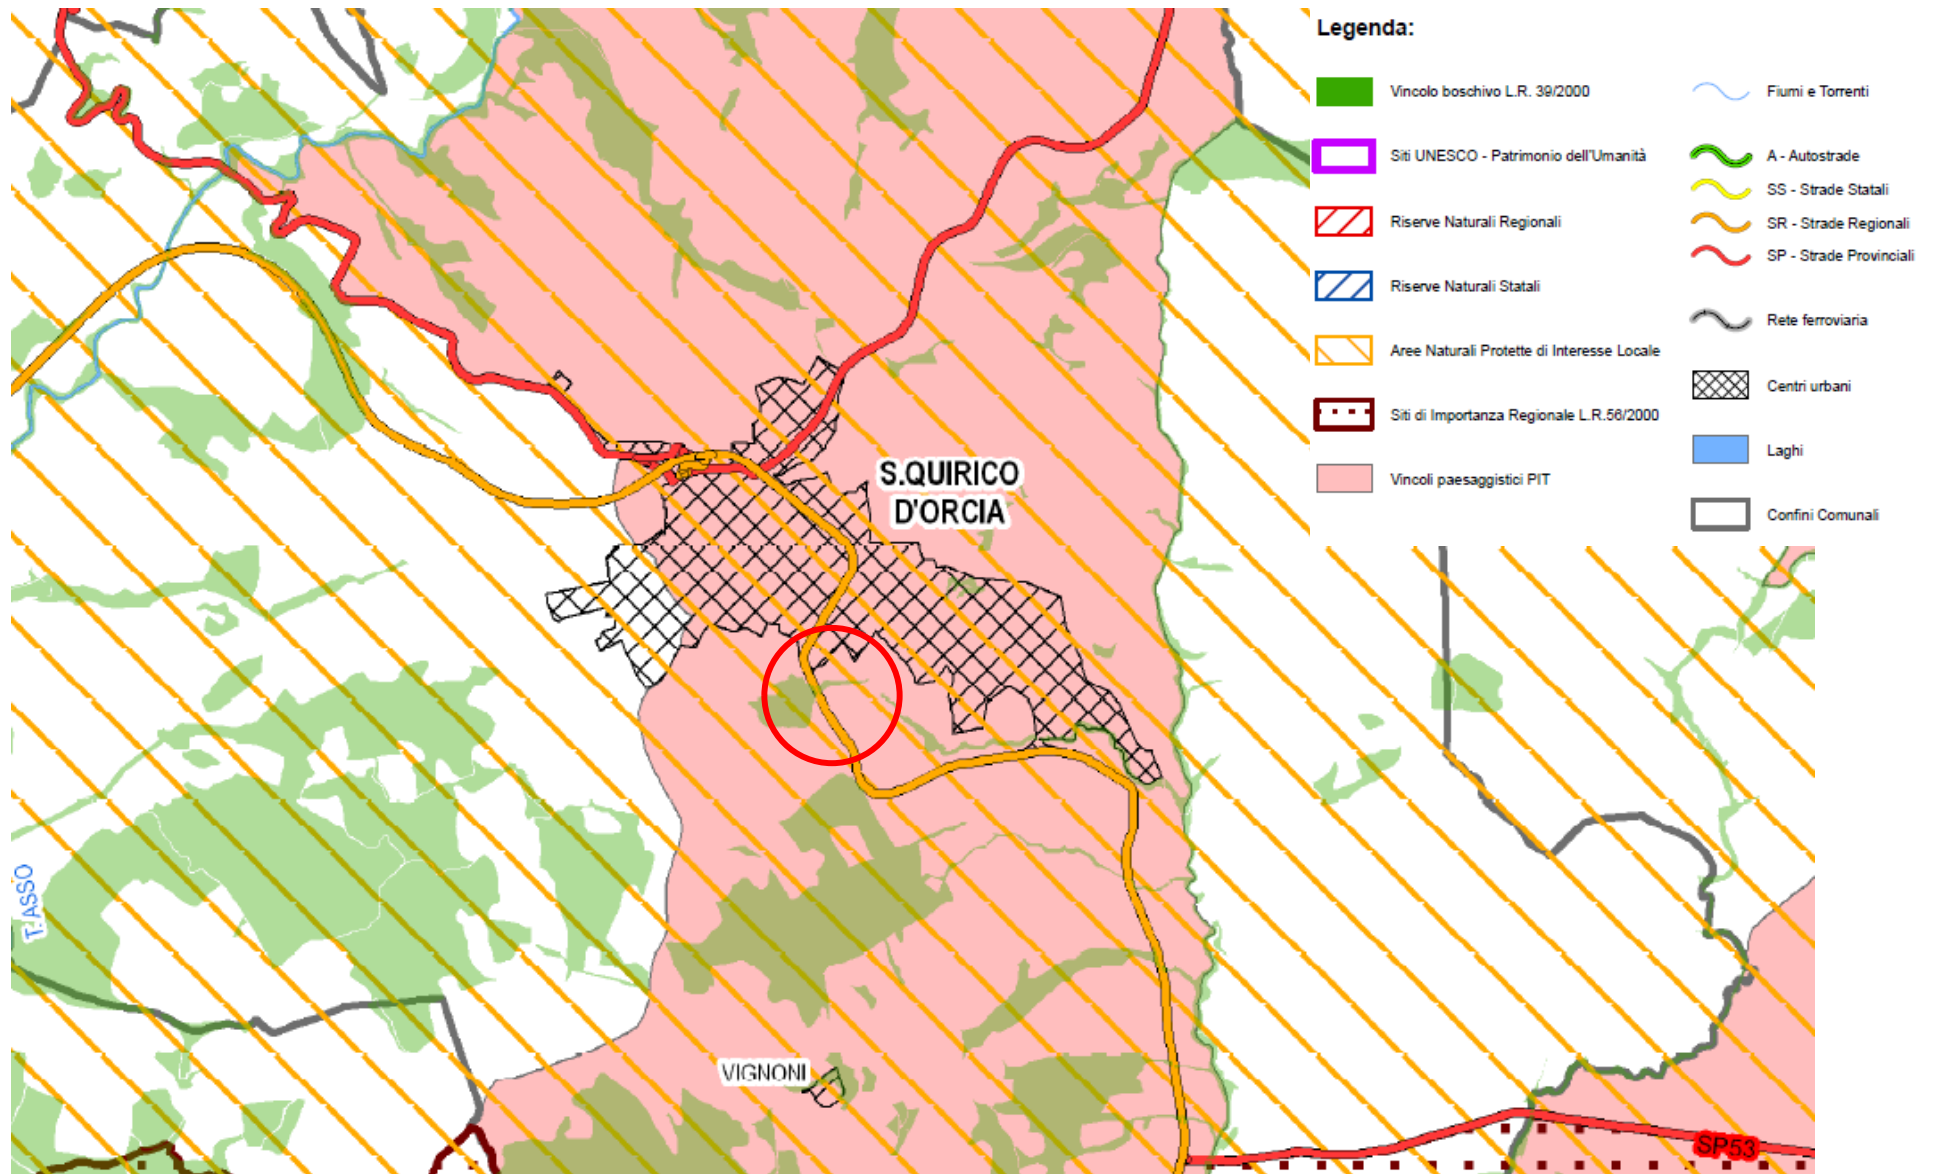 Legenda:
Vincolo boschivo L.R. 39/2000
Siti UNESCO - Patrimonio dell'Umanità
Riserve Naturali Regionali
Riserve Naturali Statali
Aree Naturali Protette di Interesse Locale
Siti di Importanza Regionale L.R.56/2000
Vincoli paesaggistici PIT
Fiumi e Torrenti
A - Autostrade
SS - Strade Statali
SR - Strade Regionali
SP - Strade Provinciali
Rete ferroviaria
Centri urbani
Laghi
Confini Comunali
S.QUIRICO
D'ORCIA
T. ASSO
VIGNONI
SP53